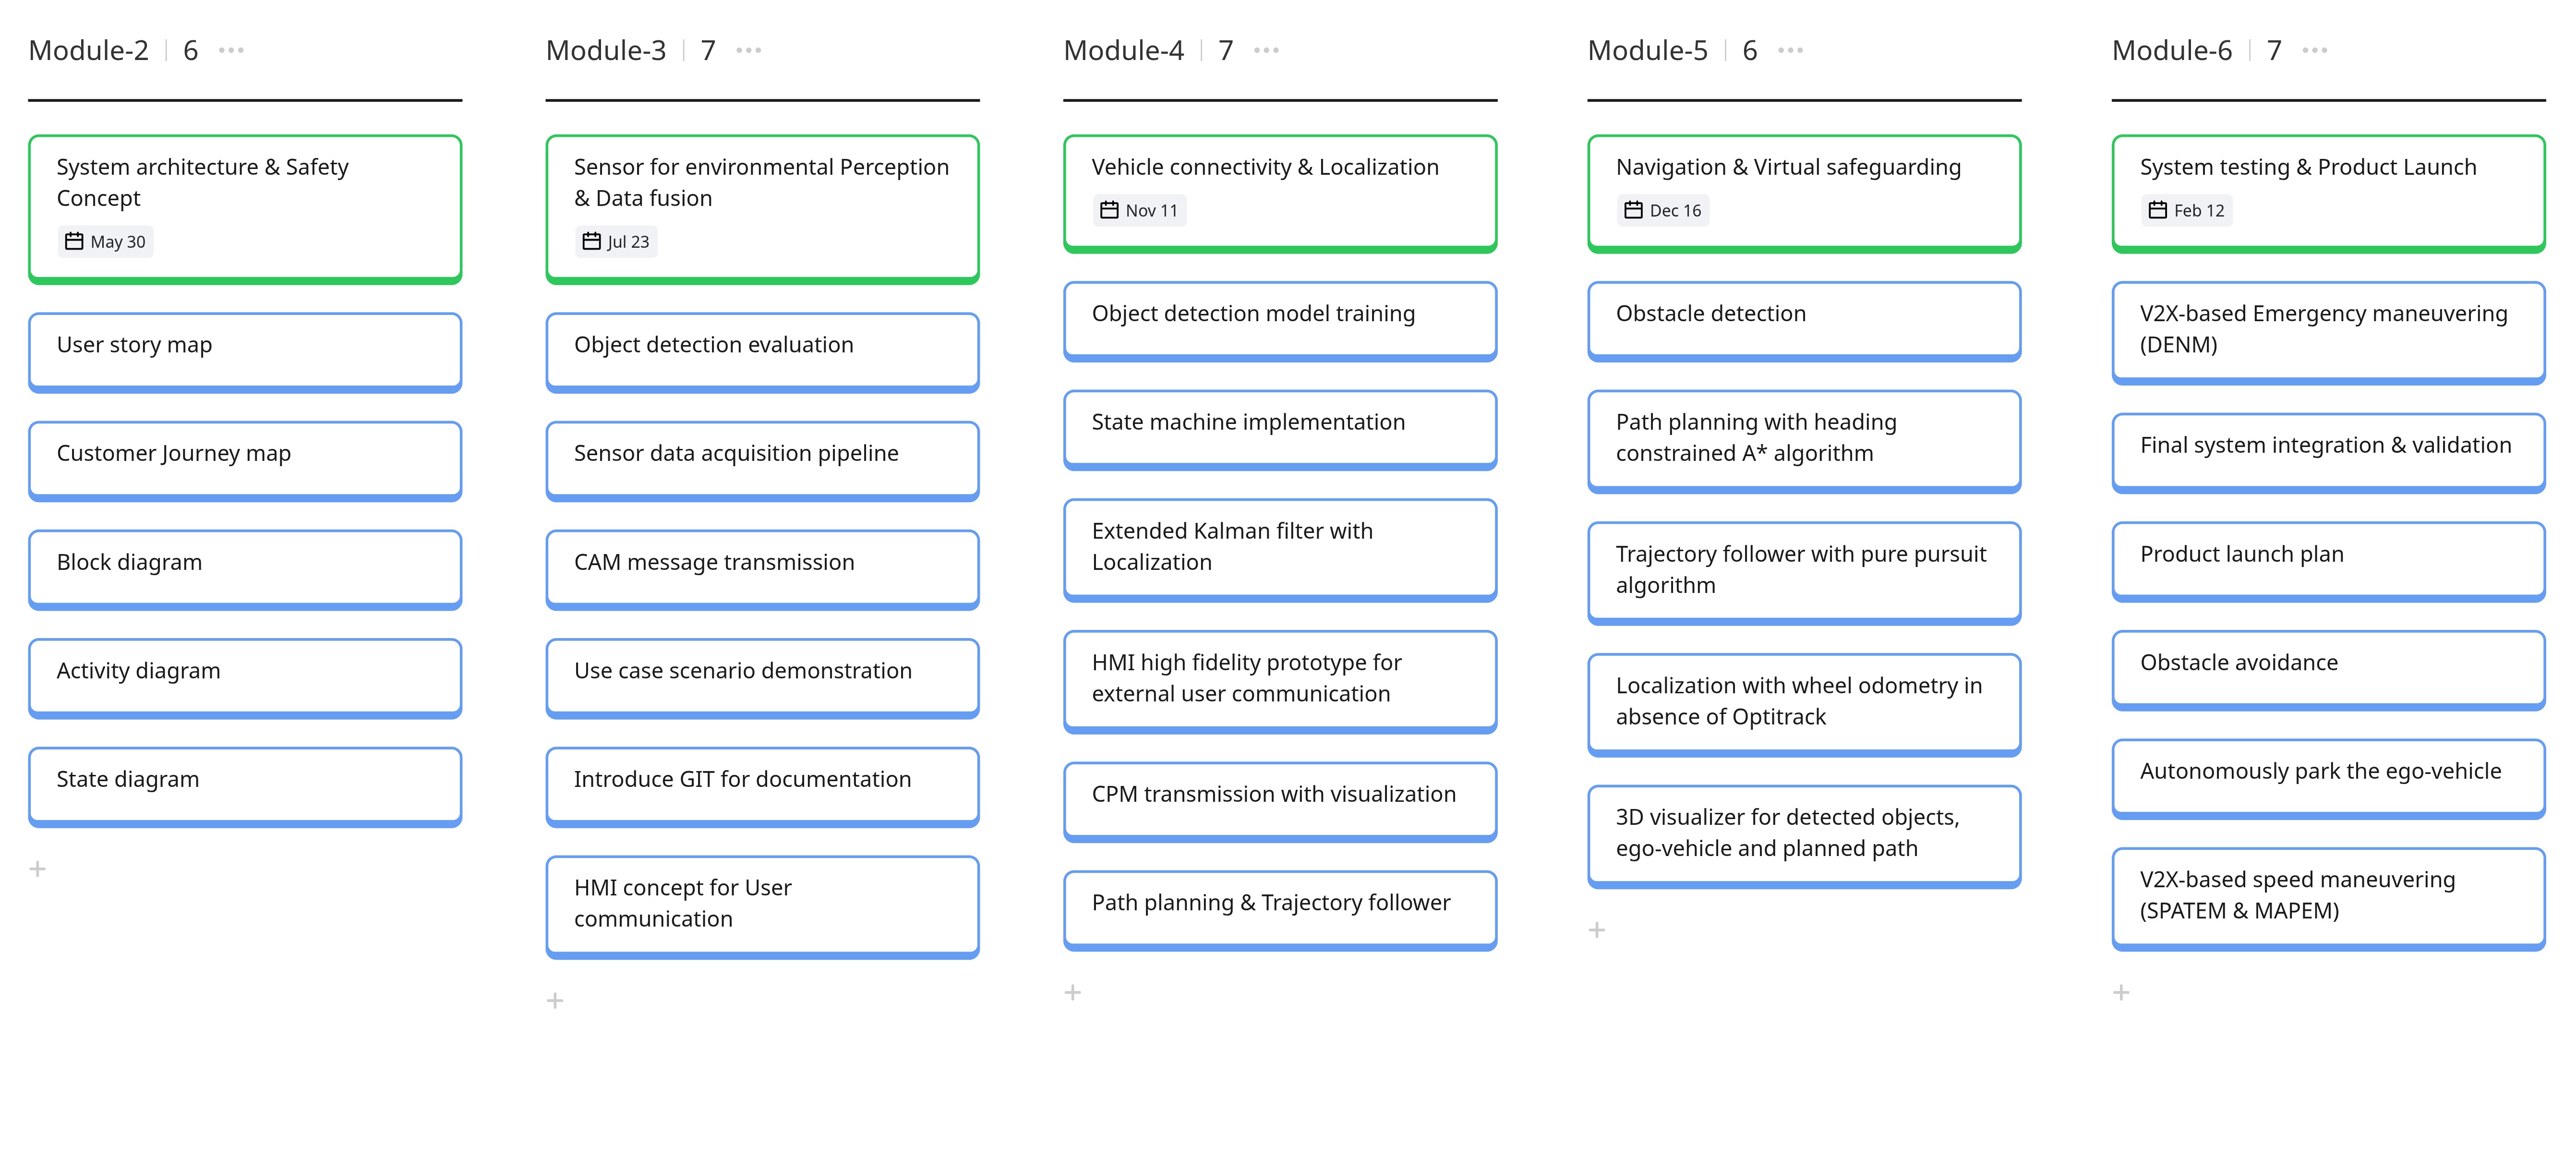 Module-2 | 6 •••
System architecture & Safety
Concept
May 30
User story map
Customer Journey map
Block diagram
Activity diagram
State diagram
+
Module-3 | 7 •••
Sensor for environmental Perception
& Data fusion
Jul 23
Object detection evaluation
Sensor data acquisition pipeline
CAM message transmission
Use case scenario demonstration
Introduce GIT for documentation
HMI concept for User
communication
+
Module-4 | 7 •••
Vehicle connectivity & Localization
Nov 11
Object detection model training
State machine implementation
Extended Kalman filter with
Localization
HMI high fidelity prototype for
external user communication
CPM transmission with visualization
Path planning & Trajectory follower
+
Module-5 | 6 •••
Navigation & Virtual safeguarding
Dec 16
Obstacle detection
Path planning with heading
constrained A* algorithm
Trajectory follower with pure pursuit
algorithm
Localization with wheel odometry in
absence of Optitrack
3D visualizer for detected objects,
ego-vehicle and planned path
+
Module-6 | 7 •••
System testing & Product Launch
Feb 12
V2X-based Emergency maneuvering
(DENM)
Final system integration & validation
Product launch plan
Obstacle avoidance
Autonomously park the ego-vehicle
V2X-based speed maneuvering
(SPATEM & MAPEM)
+